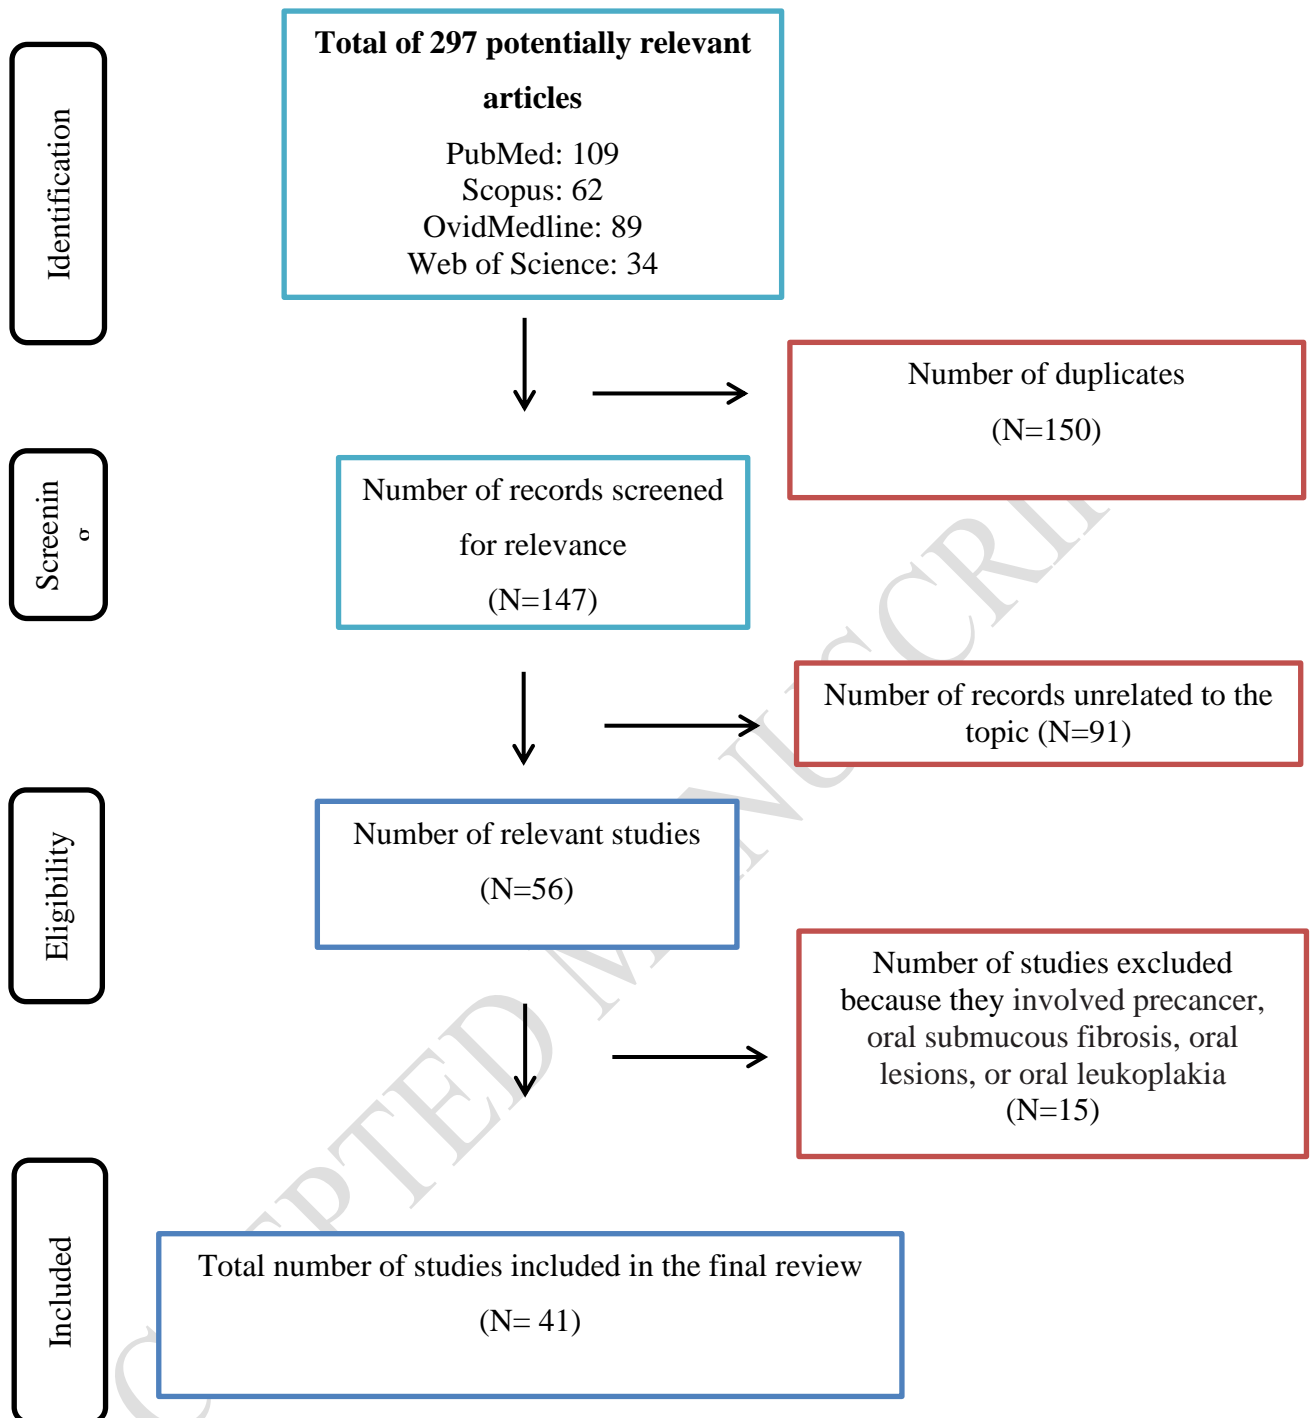 Identification
Total of 297 potentially relevant
articles
PubMed: 109
Scopus: 62
OvidMedline: 89
Web of Science: 34
Number of duplicates
(N=150)
Screenin
g
Number of records screened
for relevance
(N=147)
Number of records unrelated to the
topic (N=91)
Eligibility
Number of relevant studies
(N=56)
Number of studies excluded
because they involved precancer,
oral submucous fibrosis, oral
lesions, or oral leukoplakia
(N=15)
Included
Total number of studies included in the final review
(N= 41)
CEPTED MANUSCRI